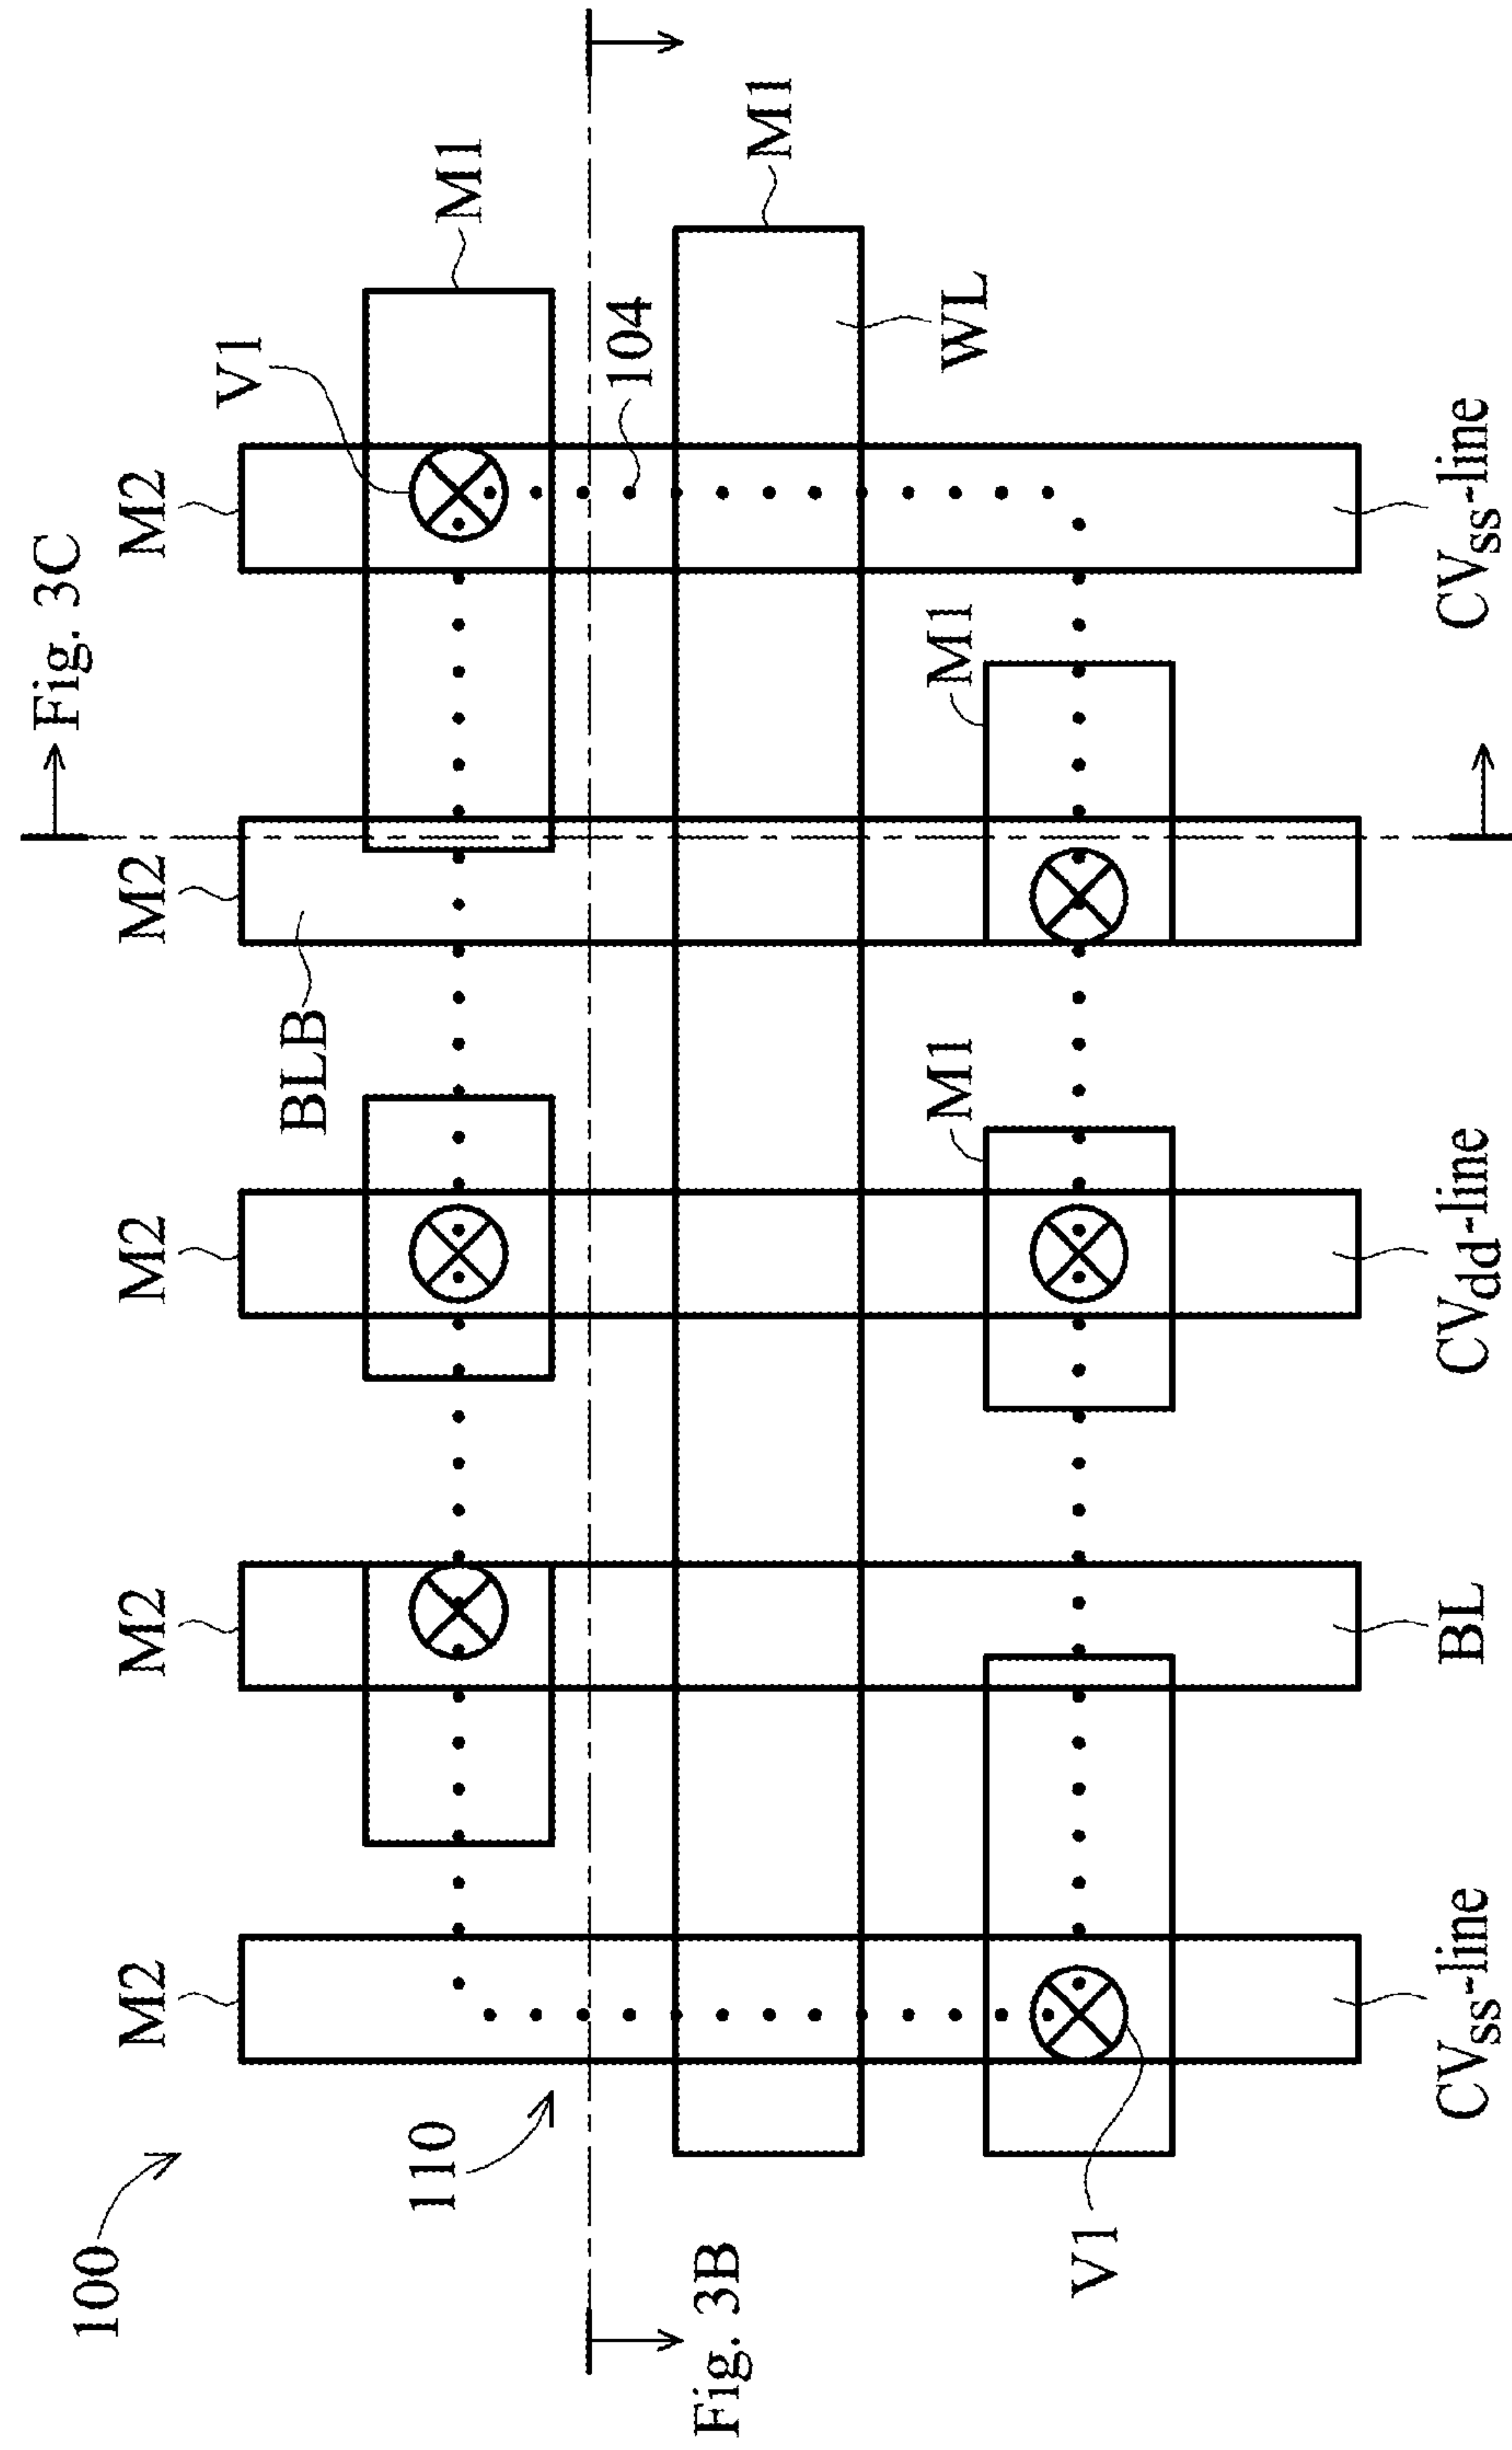 Fig. 3C
100
M2
M2
M2
M2
M2
V1
BLB
110
M1
104
Fig. 3B
M1
M1
M1
WL
V1
CVss-line
BL
CVdd-line
CVss-line